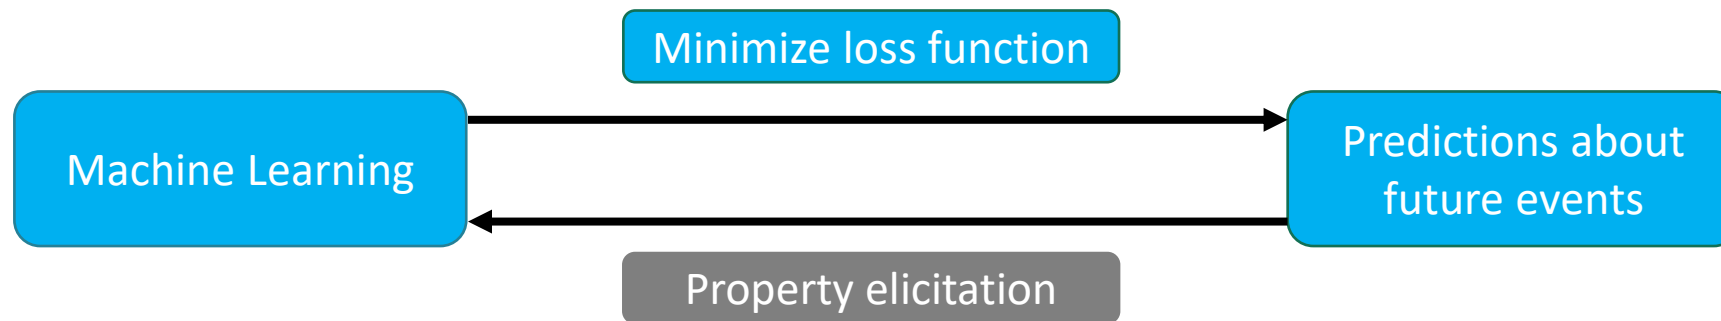 Minimize loss function
Machine Learning
Predictions about
future events
Property elicitation